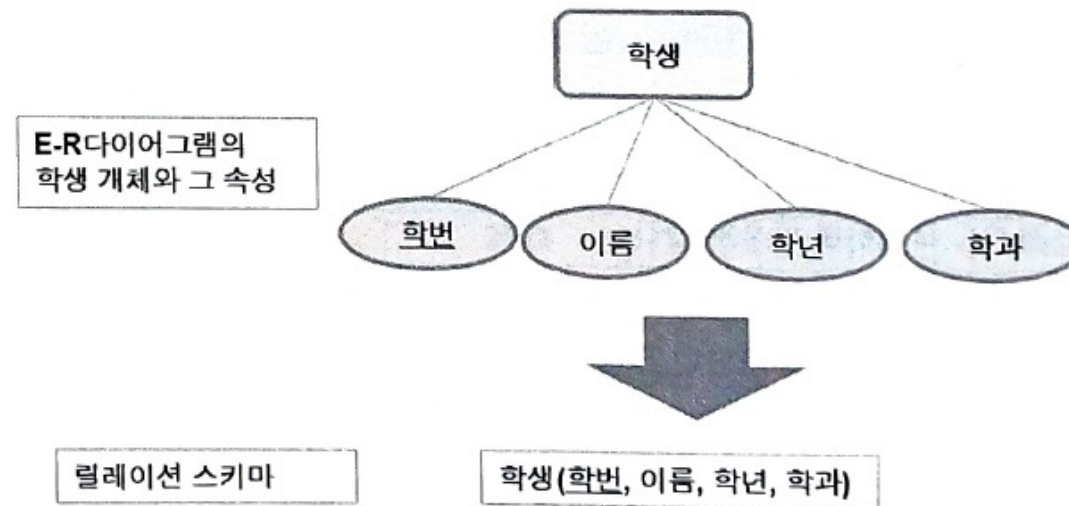 학생
E-R다이어그램의
학생 개체와 그 속성
학번
이름
학년
학과
릴레이션 스키마
학생(학번, 이름, 학년, 학과)